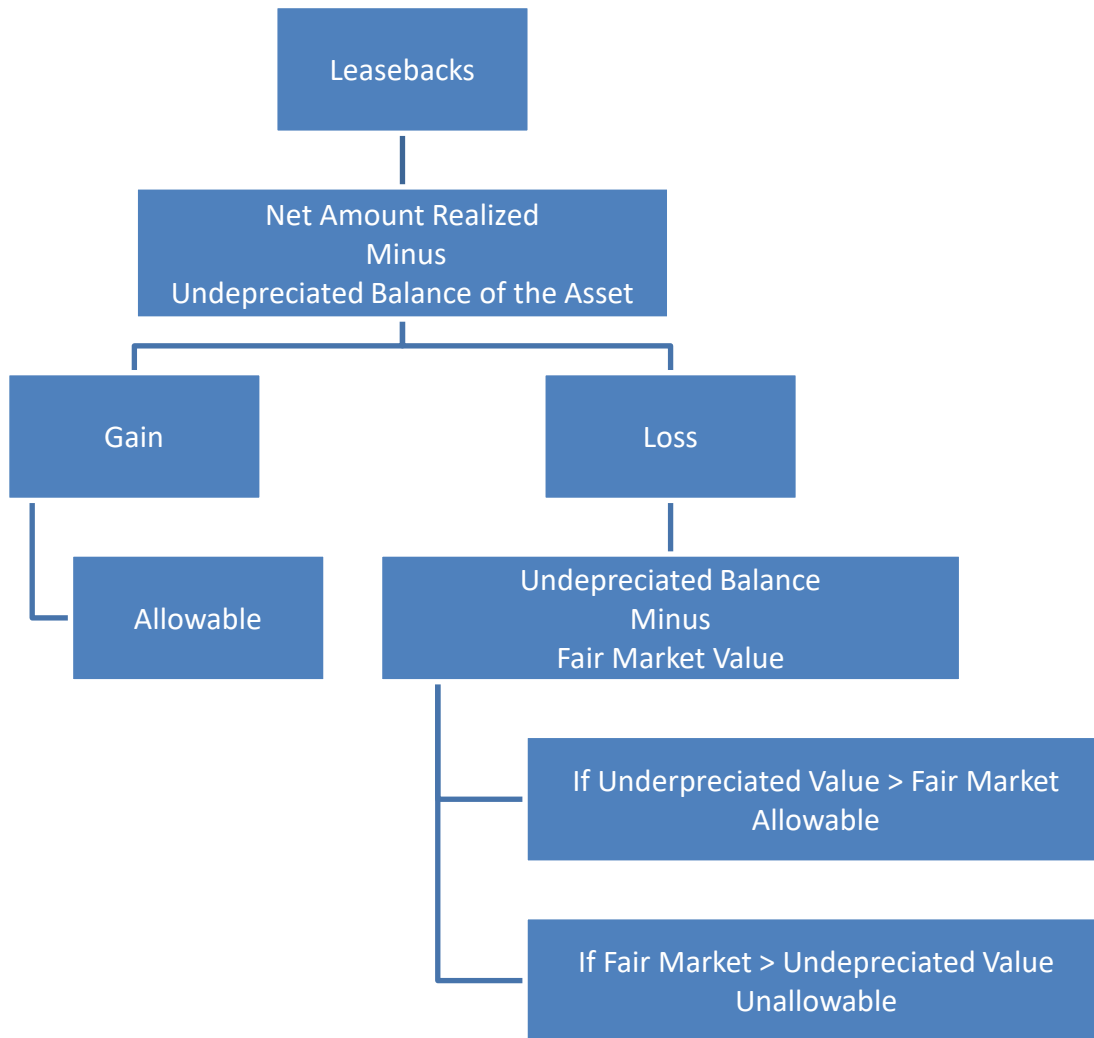 Leasebacks
Net Amount Realized
Minus
Undepreciated Balance of the Asset
Gain
Loss
Allowable
Undepreciated Balance
Minus
Fair Market Value
If Underpreciated Value > Fair Market
Allowable
If Fair Market > Undepreciated Value
Unallowable